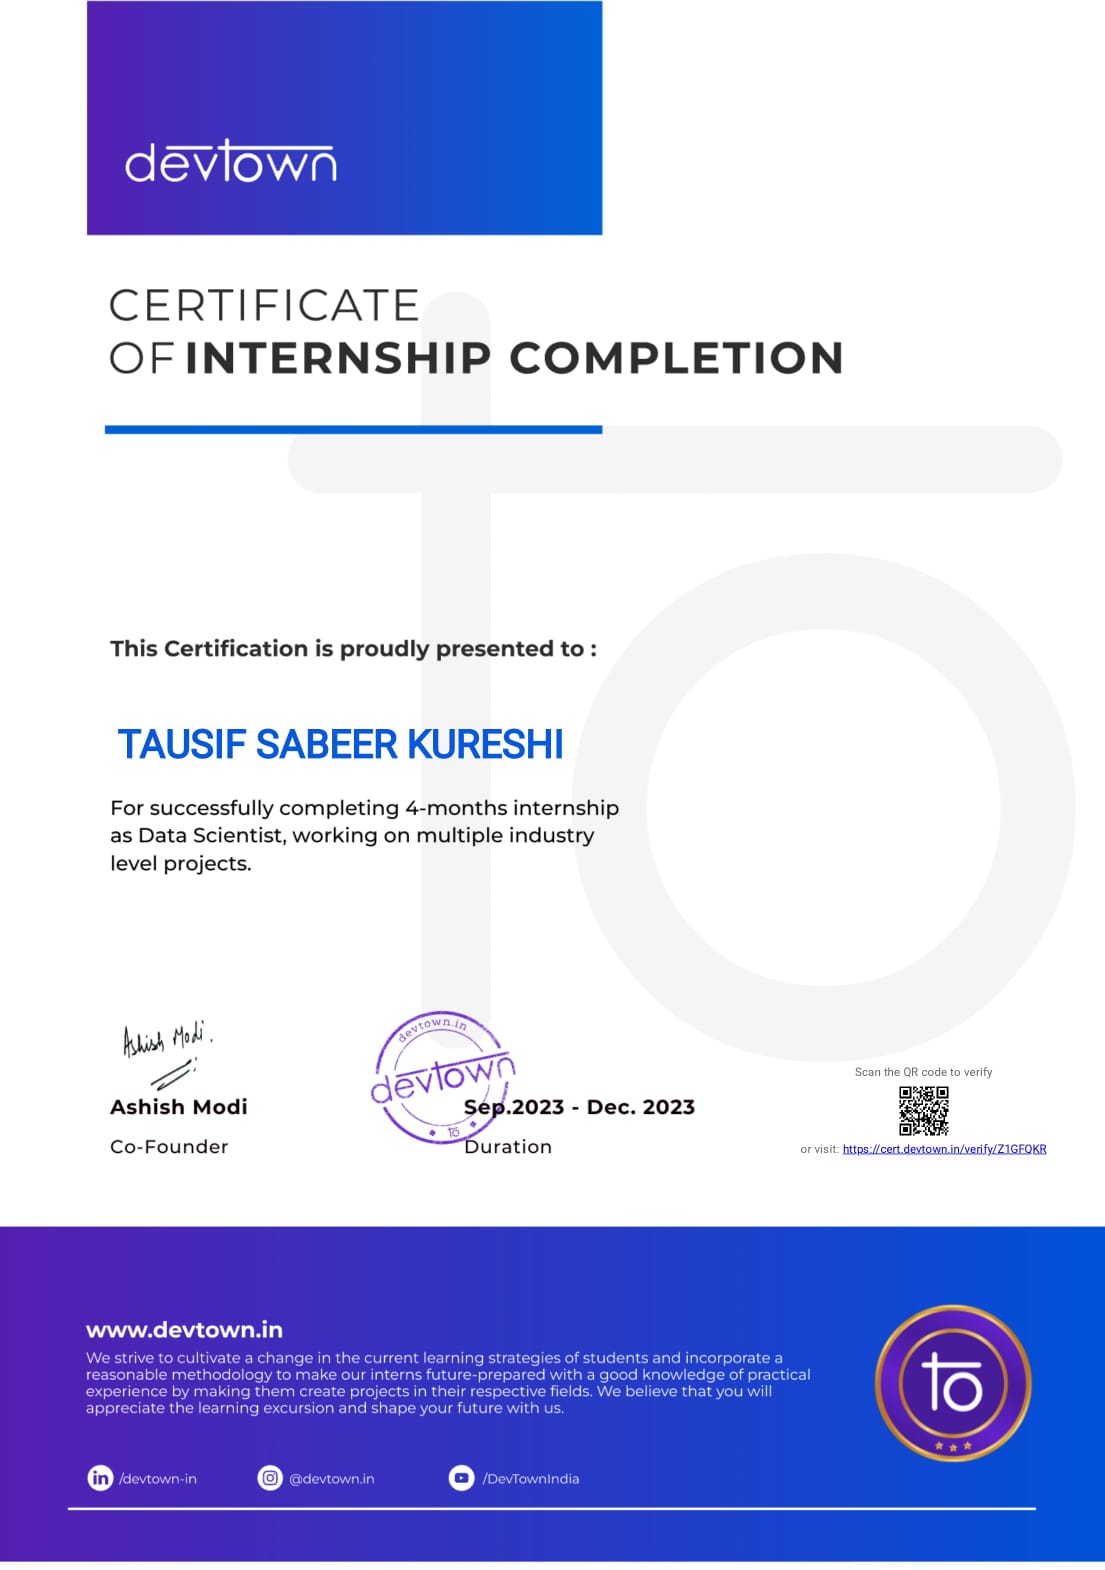 devtown
CERTIFICATE
OF INTERNSHIP COMPLETION
This Certification is proudly presented to :
TAUSIF SABEER KURESHI
For successfully completing 4-months internship
as Data Scientist, working on multiple industry
level projects.
Ashish Modi.
Ashish Modi
Co-Founder
devtown.in
devtown
to
Sep.2023 - Dec. 2023
Duration
Scan the QR code to verify
or visit: https://cert.devtown.in/verify/Z1GFQKR
www.devtown.in
We strive to cultivate a change in the current learning strategies of students and incorporate a
reasonable methodology to make our interns future-prepared with a good knowledge of practical
experience by making them create projects in their respective fields. We believe that you will
appreciate the learning excursion and shape your future with us.
to
in /devtown-in
@devtown.in
/DevTownIndia